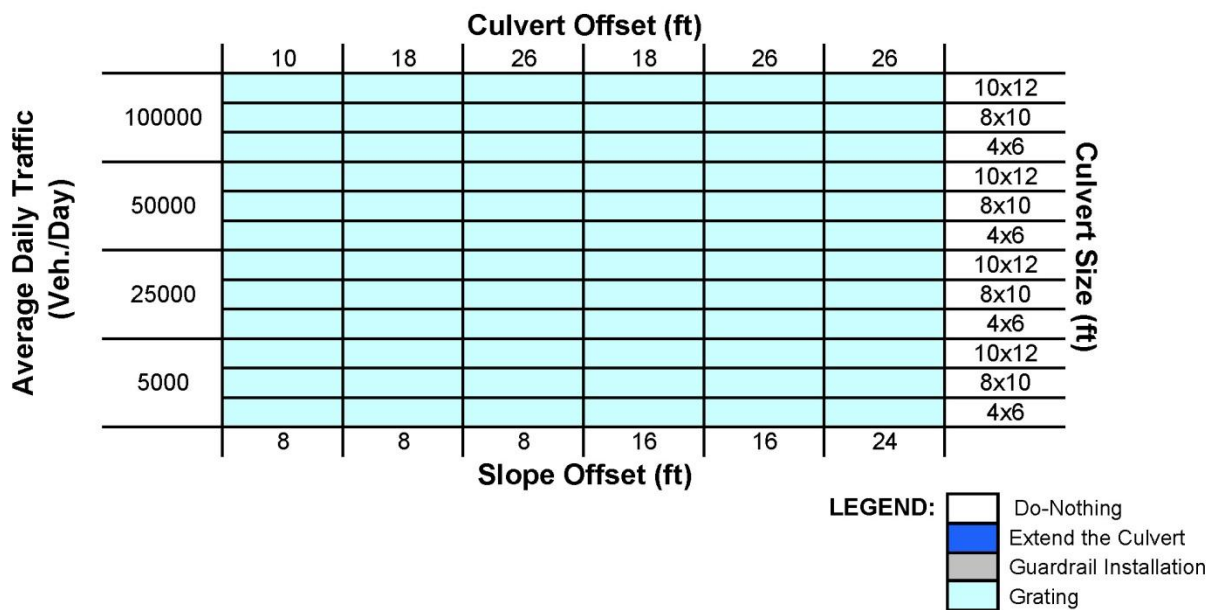 Culvert Offset (ft)
10 18 26 18 26 26
Average Daily Traffic
(Veh./Day)
100000
10x12
8x10
4x6
50000
10x12
8x10
4x6
25000
10x12
8x10
4x6
5000
10x12
8x10
4x6
Culvert Size (ft)
8 8 8 16 16 24
Slope Offset (ft)
LEGEND:
Do-Nothing
Extend the Culvert
Guardrail Installation
Grating